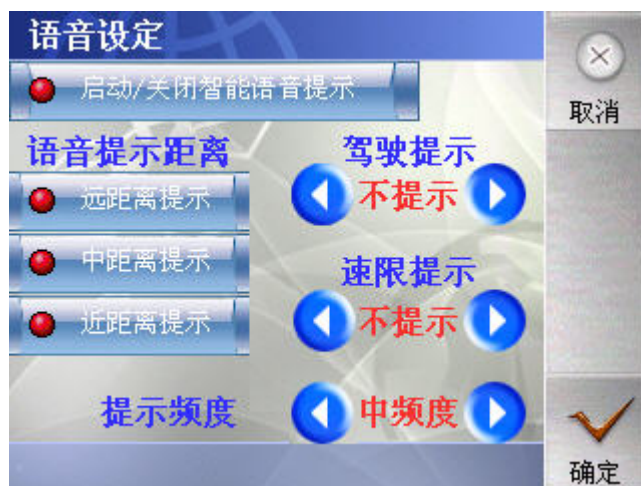 语音设定
取消
启动/关闭智能语音提示
语音提示距离
驾驶提示
远距离提示
不提示
中距离提示
速限提示
近距离提示
不提示
提示频度
中频度
确定